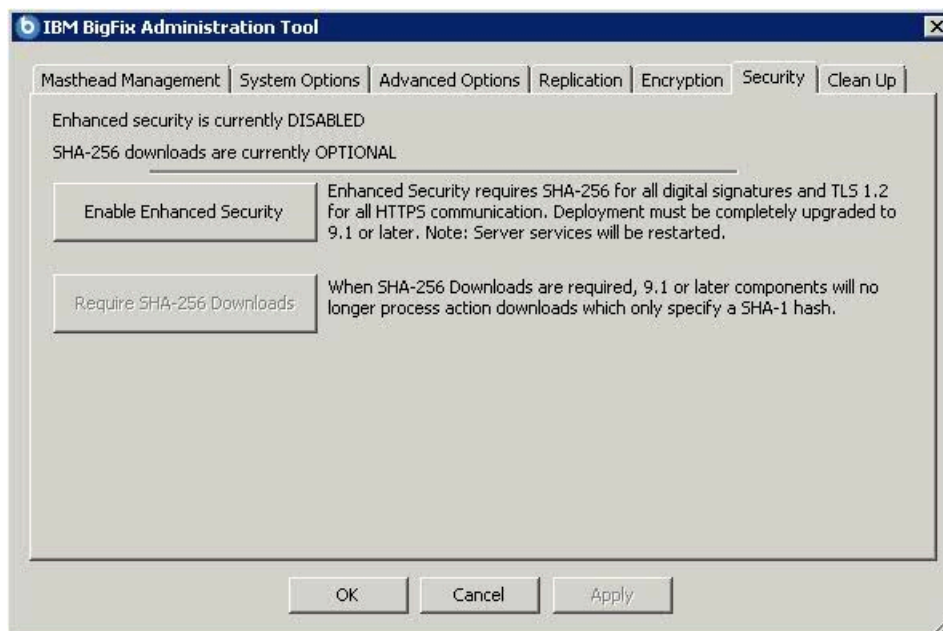 IBM BigFix Administration Tool
Masthead Management System Options Advanced Options Replication Encryption Security Clean Up
Enhanced security is currently DISABLED
SHA-256 downloads are currently OPTIONAL
Enable Enhanced Security
Enhanced Security requires SHA-256 for all digital signatures and TLS 1.2
for all HTTPS communication. Deployment must be completely upgraded to
9.1 or later. Note: Server services will be restarted.
Require SHA-256 Downloads
When SHA-256 Downloads are required, 9.1 or later components will no
longer process action downloads which only specify a SHA-1 hash.
OK Cancel Apply